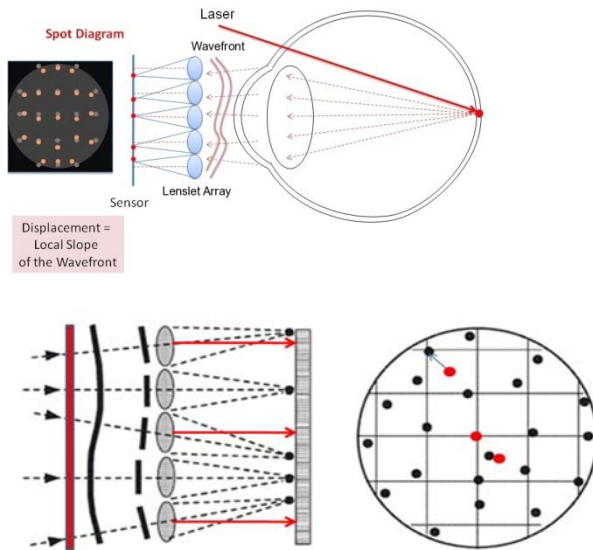 Laser
Spot Diagram
Wavefront
Lenslet Array
Sensor
Displacement =
Local Slope
of the Wavefront